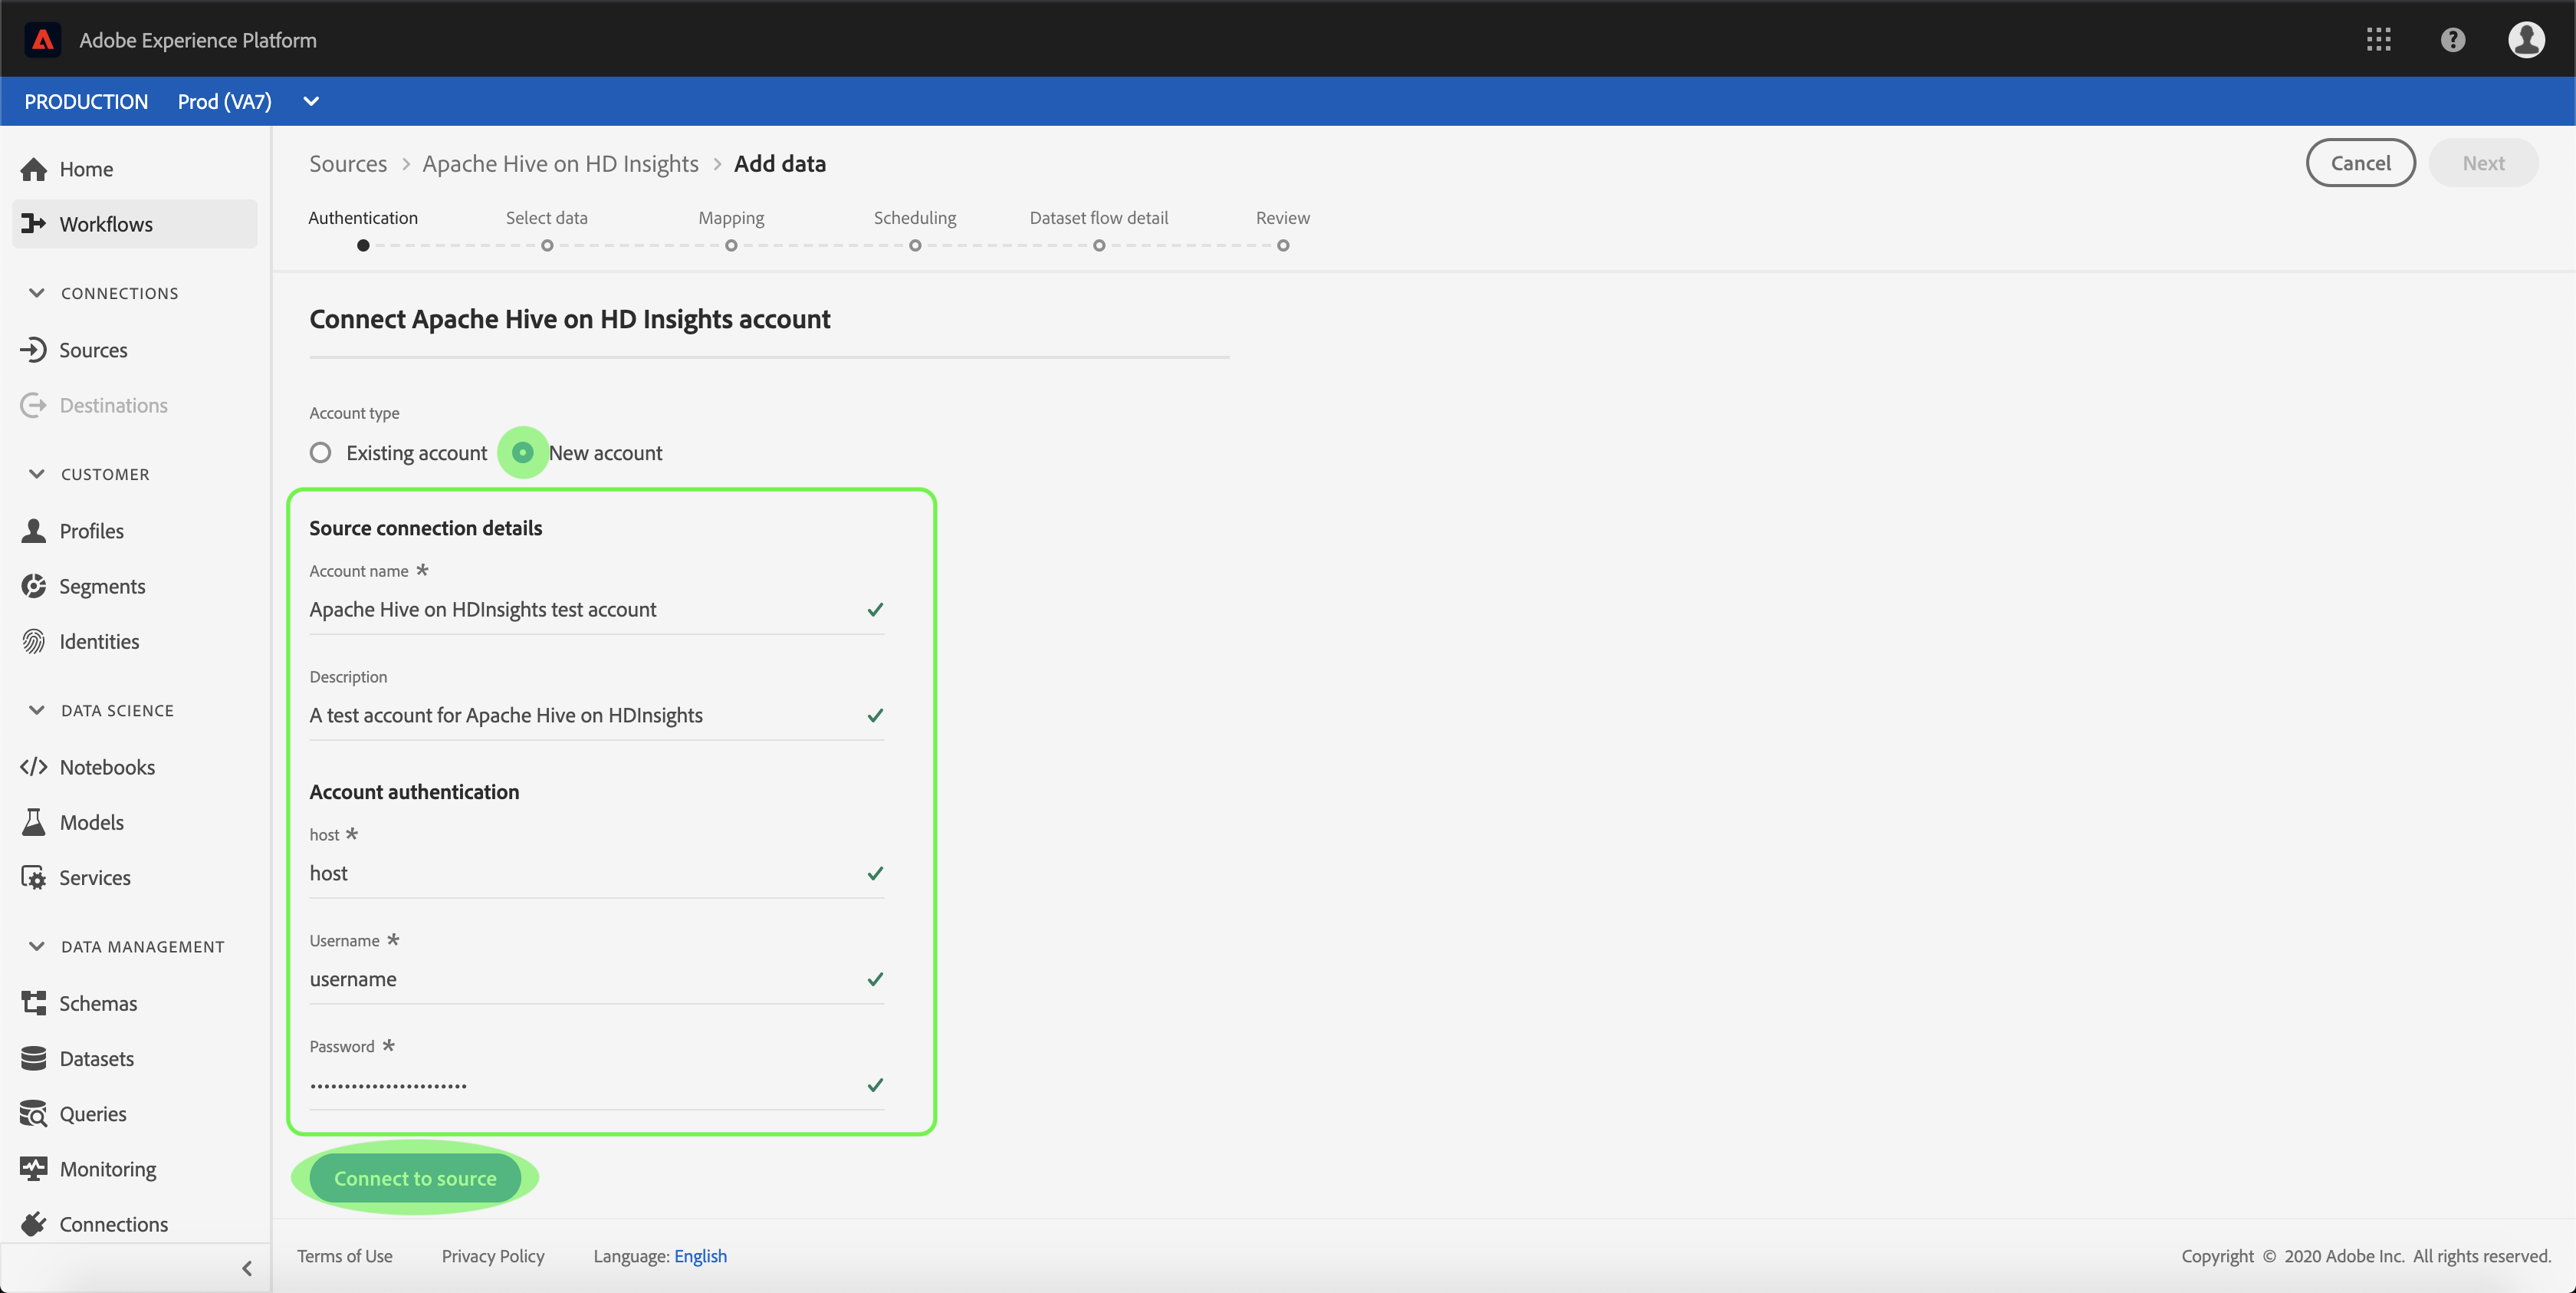 Adobe Experience Platform
PRODUCTION Prod (VA7)
Home
Workflows
CONNECTIONS
Sources
Destinations
CUSTOMER
Profiles
Segments
Identities
DATA SCIENCE
Notebooks
Models
Services
DATA MANAGEMENT
Schemas
Datasets
Queries
Monitoring
Connections
Sources > Apache Hive on HD Insights > Add data
Cancel Next
Authentication Select data Mapping Scheduling Dataset flow detail Review
Connect Apache Hive on HD Insights account
Account type
Existing account New account
Source connection details
Account name *
Apache Hive on HDInsights test account
Description
A test account for Apache Hive on HDInsights
Account authentication
host *
host
Username *
username
Password *
•••••••••••••••••••••••
Connect to source
Terms of Use Privacy Policy Language: English Copyright © 2020 Adobe Inc. All rights reserved.